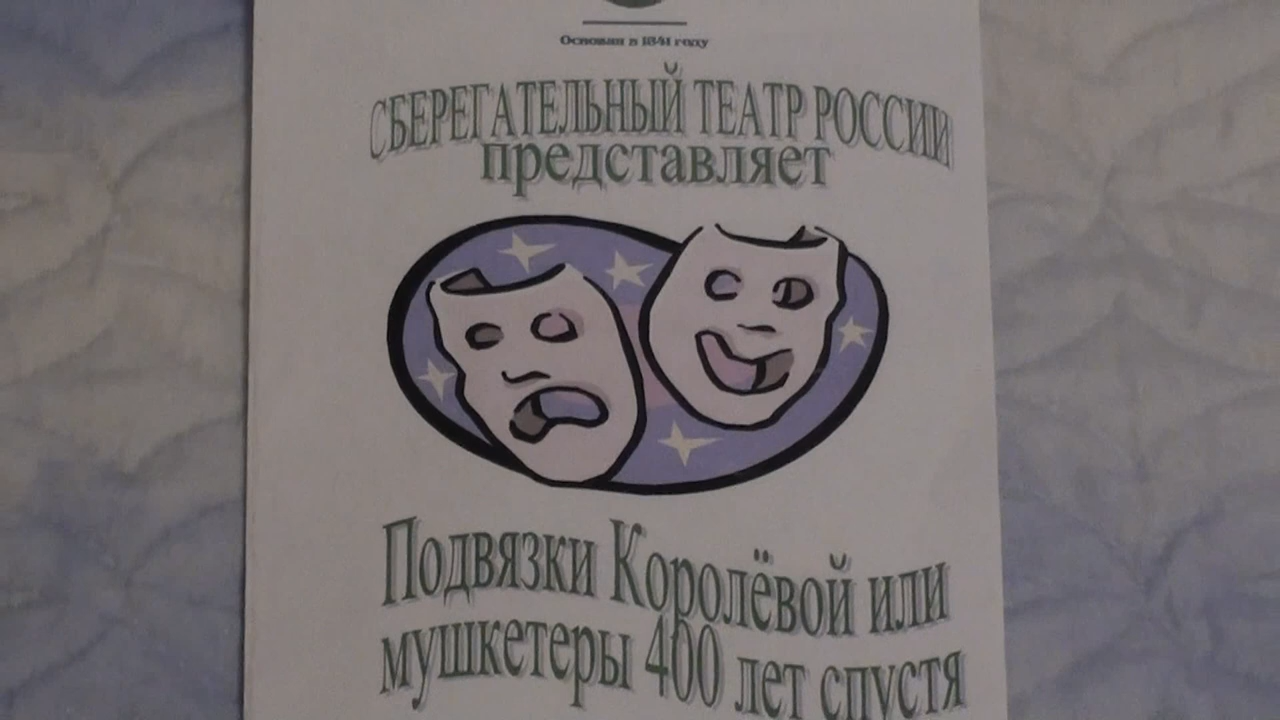 Основан в 1841 году
СБЕРЕГАТЕЛЬНЫЙ ТЕАТР РОССИИ
представляет
Подвязки Королёвой или
мушкетеры 400 лет спустя